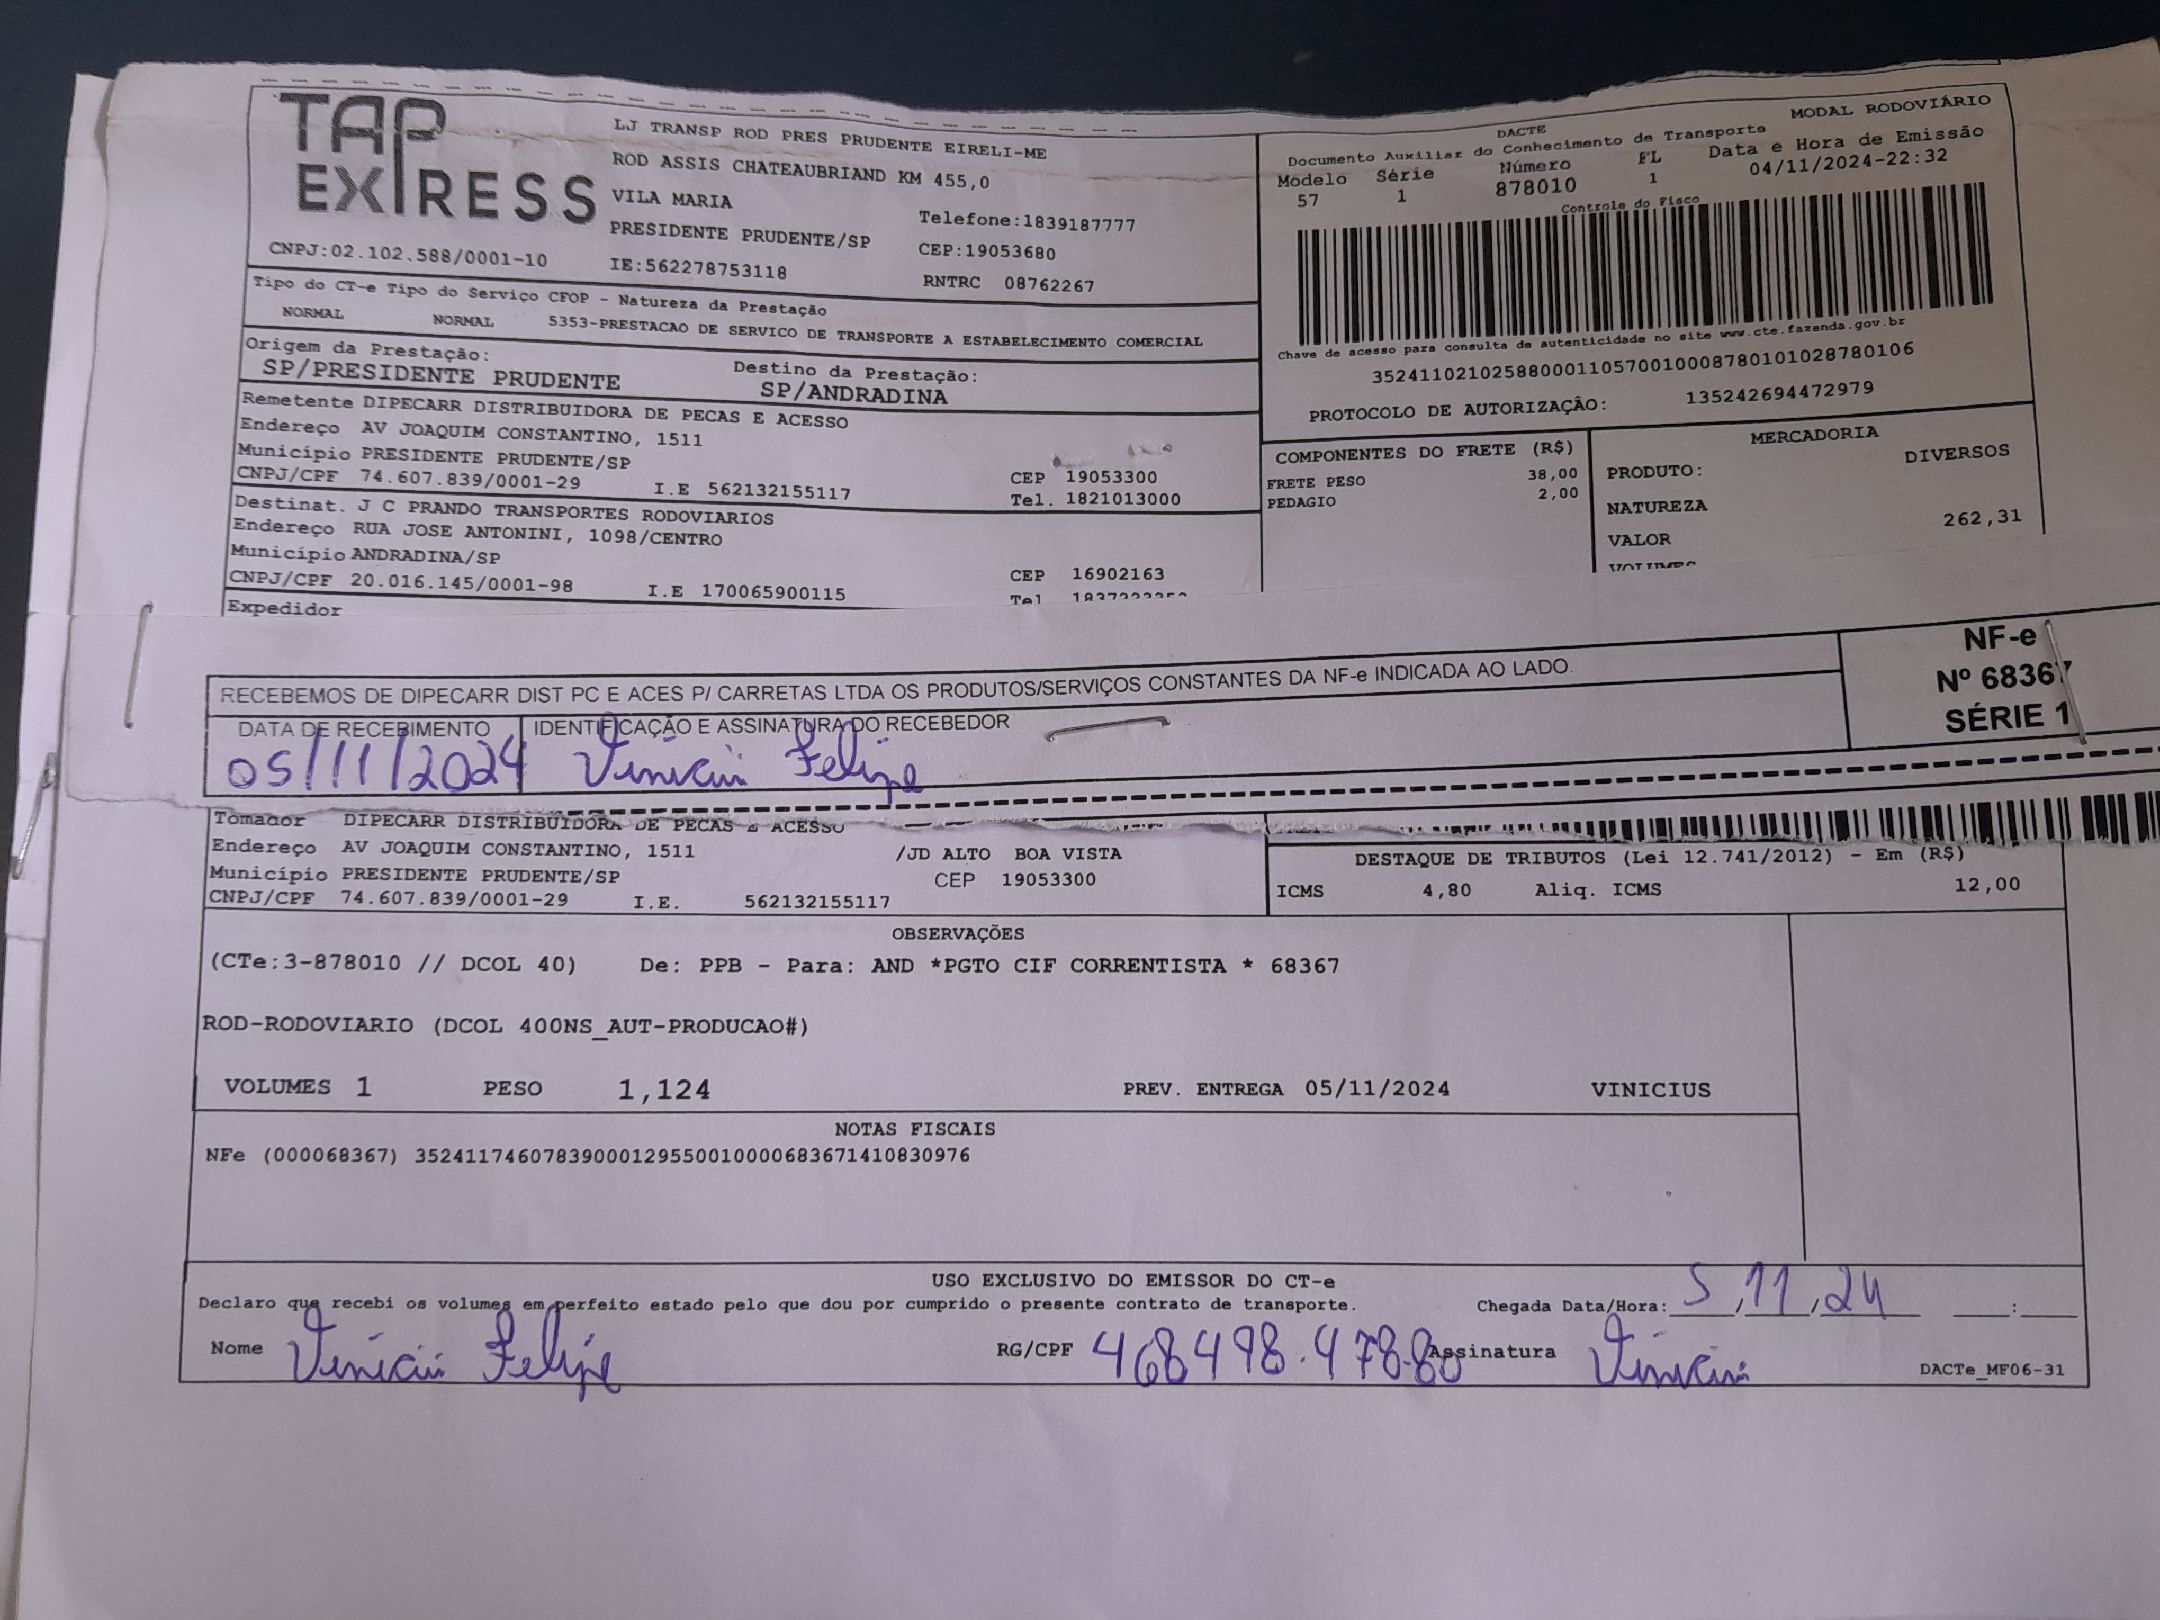 TAP EXPRESS
LJ TRANSP ROD PRES PRUDENTE EIRELI-ME
ROD ASSIS CHATEAUBRIAND KM 455,0
VILA MARIA
Telefone:1839187777
PRESIDENTE PRUDENTE/SP
CEP:19053680
CNPJ:02.102.588/0001-10
IE:562278753118
RNTRC 08762267
Tipo do CT-e Tipo do Serviço CFOP - Natureza da Prestação
NORMAL NORMAL 5353-PRESTACAO DE SERVICO DE TRANSPORTE A ESTABELECIMENTO COMERCIAL
Origem da Prestação:
SP/PRESIDENTE PRUDENTE
Destino da Prestação:
SP/ANDRADINA
Remetente DIPECARR DISTRIBUIDORA DE PECAS E ACESSO
Endereço AV JOAQUIM CONSTANTINO, 1511
Município PRESIDENTE PRUDENTE/SP
CEP 19053300
CNPJ/CPF 74.607.839/0001-29 I.E 562132155117
Tel. 1821013000
Destinat. J C PRANDO TRANSPORTES RODOVIARIOS
Endereço RUA JOSE ANTONINI, 1098/CENTRO
Município ANDRADINA/SP
CEP 16902163
CNPJ/CPF 20.016.145/0001-98 I.E 170065900115
Tel
Expedidor
DACTE
MODAL RODOVIÁRIO
Documento Auxiliar do Conhecimento de Transporte
Modelo Série Número FL Data e Hora de Emissão
57 1 878010 1 04/11/2024-22:32
Controle do Fisco
Chave de acesso para consulta de autenticidade no site www.cte.fazenda.gov.br
35241102102588000110570010008780101028780106
PROTOCOLO DE AUTORIZAÇÂO: 135242694472979
COMPONENTES DO FRETE (R$)
FRETE PESO 38,00
PEDAGIO 2,00
MERCADORIA
PRODUTO: DIVERSOS
NATUREZA
VALOR 262,31
VOLUMES
RECEBEMOS DE DIPECARR DIST PC E ACES P/ CARRETAS LTDA OS PRODUTOS/SERVIÇOS CONSTANTES DA NF-e INDICADA AO LADO.
DATA DE RECEBIMENTO
05/11/2024
IDENTIFICAÇÃO E ASSINATURA DO RECEBEDOR
Vinicius Felipe
NF-e
Nº 68367
SÉRIE 1
Tomador DIPECARR DISTRIBUIDORA DE PECAS E ACESSO
Endereço AV JOAQUIM CONSTANTINO, 1511 /JD ALTO BOA VISTA
Município PRESIDENTE PRUDENTE/SP CEP 19053300
CNPJ/CPF 74.607.839/0001-29 I.E. 562132155117
DESTAQUE DE TRIBUTOS (Lei 12.741/2012) - Em (R$)
ICMS 4,80 Aliq. ICMS 12,00
OBSERVAÇÕES
(CTe:3-878010 // DCOL 40) De: PPB - Para: AND *PGTO CIF CORRENTISTA * 68367
ROD-RODOVIARIO (DCOL 400NS_AUT-PRODUCAO#)
VOLUMES 1 PESO 1,124 PREV. ENTREGA 05/11/2024 VINICIUS
NOTAS FISCAIS
NFe (000068367) 35241174607839000129550010000683671410830976
USO EXCLUSIVO DO EMISSOR DO CT-e
Declaro que recebi os volumes em perfeito estado pelo que dou por cumprido o presente contrato de transporte.
Chegada Data/Hora: 5/11/24 :
Nome Vinicius Felipe RG/CPF 468498.478.80 Assinatura Vinicius
DACTe_MF06-31